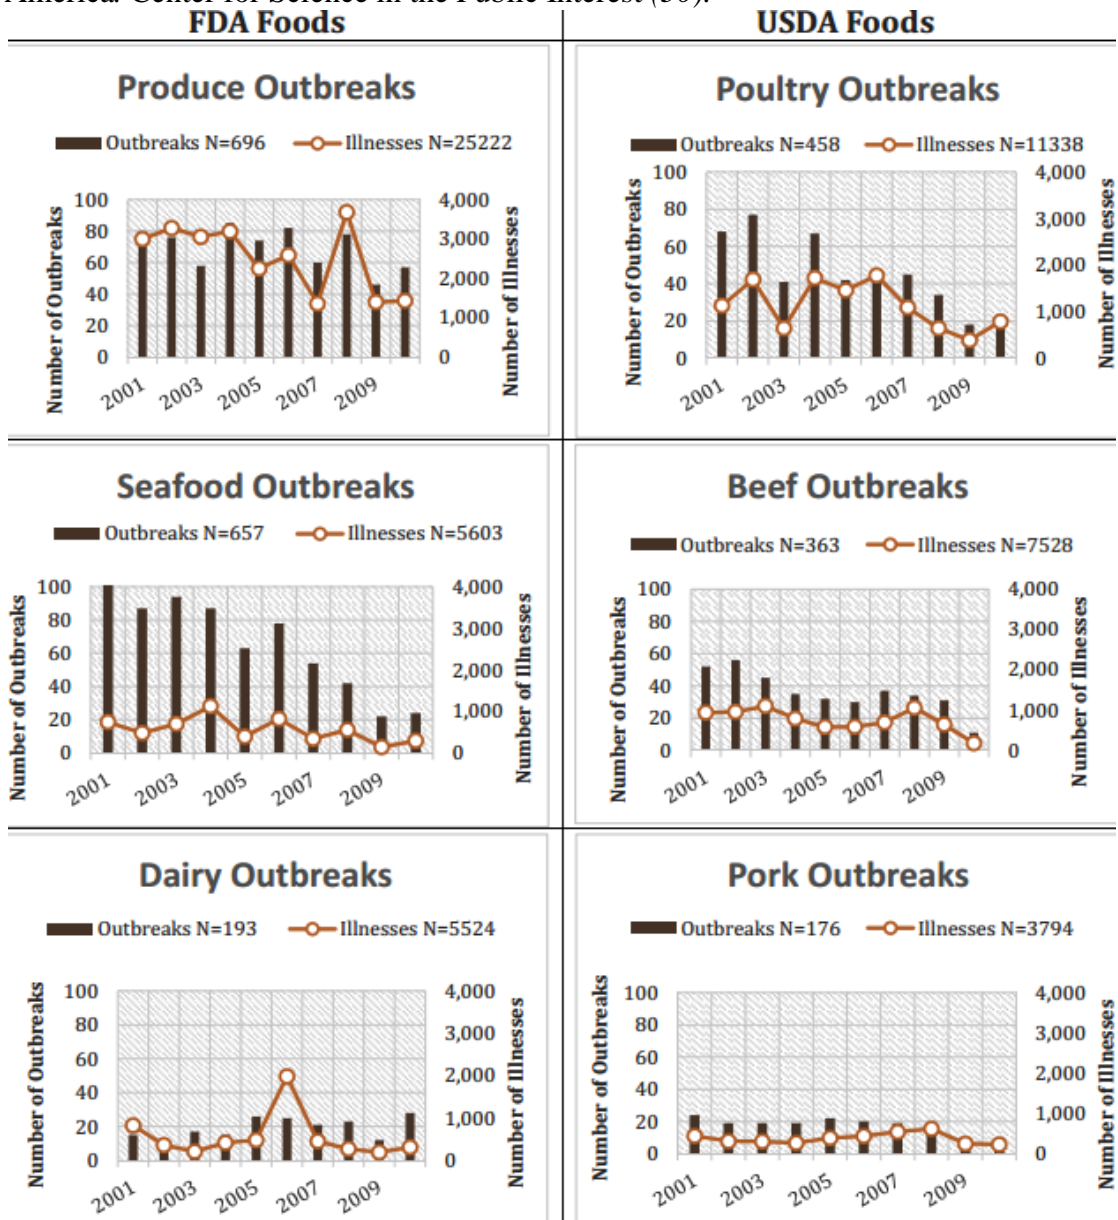 America. Center for Science in the Public Interest (50).
FDA Foods
USDA Foods
Produce Outbreaks
Outbreaks N=696 Illnesses N=25222
Number of Outbreaks
100
80
60
40
20
0
4,000
3,000
2,000
1,000
0
Number of Illnesses
2001 2003 2005 2007 2009
Poultry Outbreaks
Outbreaks N=458 Illnesses N=11338
Number of Outbreaks
100
80
60
40
20
0
4,000
3,000
2,000
1,000
0
Number of Illnesses
2001 2003 2005 2007 2009
Seafood Outbreaks
Outbreaks N=657 Illnesses N=5603
Number of Outbreaks
100
80
60
40
20
0
4,000
3,000
2,000
1,000
0
Number of Illnesses
2001 2003 2005 2007 2009
Beef Outbreaks
Outbreaks N=363 Illnesses N=7528
Number of Outbreaks
100
80
60
40
20
0
4,000
3,000
2,000
1,000
0
Number of Illnesses
2001 2003 2005 2007 2009
Dairy Outbreaks
Outbreaks N=193 Illnesses N=5524
Number of Outbreaks
100
80
60
40
20
0
4,000
3,000
2,000
1,000
0
Number of Illnesses
2001 2003 2005 2007 2009
Pork Outbreaks
Outbreaks N=176 Illnesses N=3794
Number of Outbreaks
100
80
60
40
20
0
4,000
3,000
2,000
1,000
0
Number of Illnesses
2001 2003 2005 2007 2009